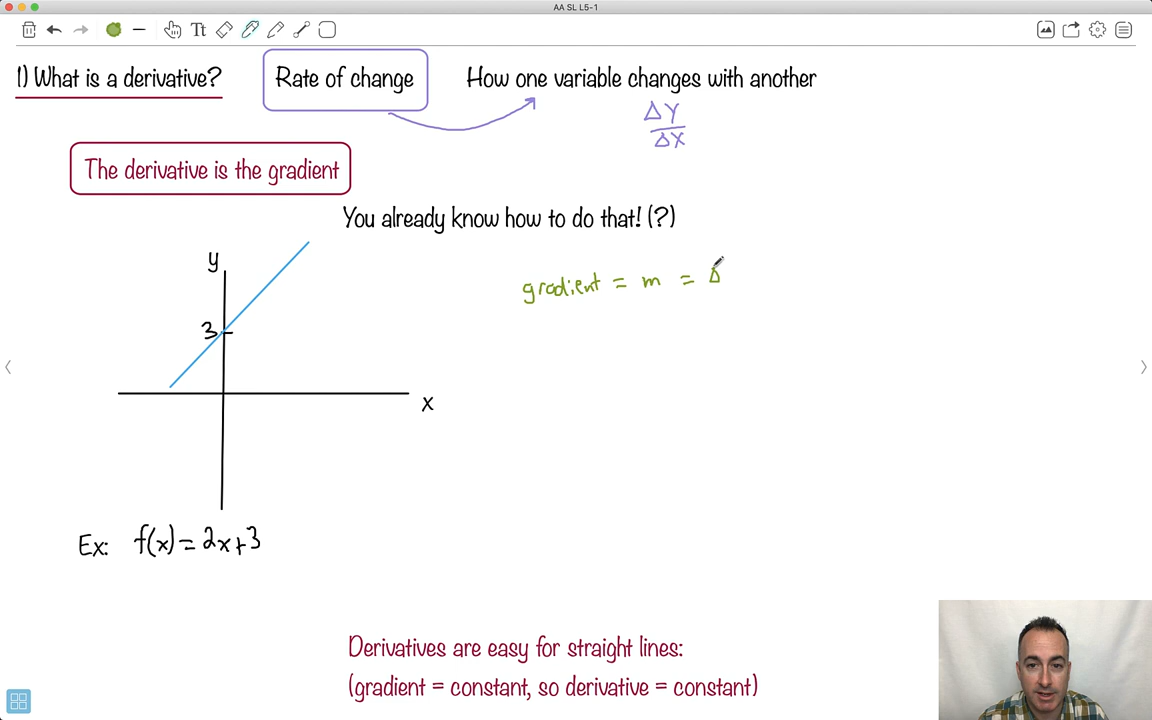 AA SL L5-1
Tt
1) What is a derivative? Rate of change How one variable changes with another
ΔY
ΔX
The derivative is the gradient
You already know how to do that! (?)
y
gradient = m = Δ
3
x
Ex: f(x) = 2x+3
Derivatives are easy for straight lines:
(gradient = constant, so derivative = constant)